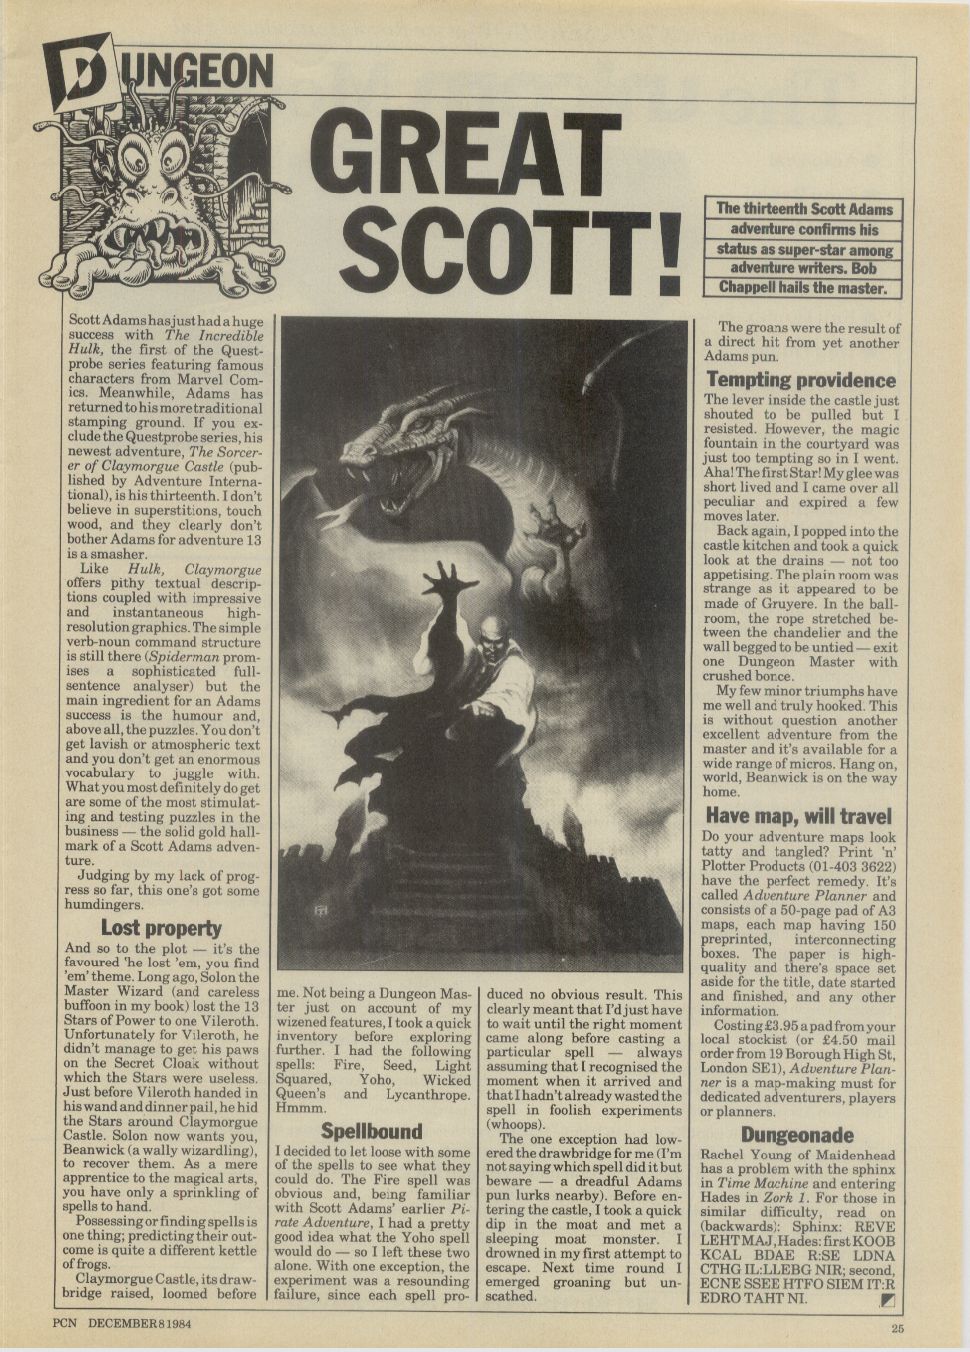 DUNGEON
GREAT
SCOTT!
The thirteenth Scott Adams
adventure confirms his
status as super-star among
adventure writers. Bob
Chappell hails the master.
Scott Adams has just had a huge
success with The Incredible
Hulk, the first of the Quest-
probe series featuring famous
characters from Marvel Com-
ics. Meanwhile, Adams has
returned to his more traditional
stamping ground. If you ex-
clude the Questprobe series, his
newest adventure, The Sorcer-
er of Claymorgue Castle (pub-
lished by Adventure Interna-
tional), is his thirteenth. I don't
believe in superstitions, touch
wood, and they clearly don't
bother Adams for adventure 13
is a smasher.
Like Hulk, Claymorgue
offers pithy textual descrip-
tions coupled with impressive
and instantaneous high-
resolution graphics. The simple
verb-noun command structure
is still there (Spiderman prom-
ises a sophisticated full-
sentence analyser) but the
main ingredient for an Adams
success is the humour and,
above all, the puzzles. You don't
get lavish or atmospheric text
and you don't get an enormous
vocabulary to juggle with.
What you most definitely do get
are some of the most stimulat-
ing and testing puzzles in the
business — the solid gold hall-
mark of a Scott Adams adven-
ture.
Judging by my lack of prog-
ress so far, this one's got some
humdingers.
Lost property
And so to the plot — it's the
favoured 'he lost 'em, you find
'em' theme. Long ago, Solon the
Master Wizard (and careless
buffoon in my book) lost the 13
Stars of Power to one Vileroth.
Unfortunately for Vileroth, he
didn't manage to get his paws
on the Secret Cloak without
which the Stars were useless.
Just before Vileroth handed in
his wand and dinner pail, he hid
the Stars around Claymorgue
Castle. Solon now wants you,
Beanwick (a wally wizardling),
to recover them. As a mere
apprentice to the magical arts,
you have only a sprinkling of
spells to hand.
Possessing or finding spells is
one thing; predicting their out-
come is quite a different kettle
of frogs.
Claymorgue Castle, its draw-
bridge raised, loomed before
me. Not being a Dungeon Mas-
ter just on account of my
wizened features, I took a quick
inventory before exploring
further. I had the following
spells: Fire, Seed, Light
Squared, Yoho, Wicked
Queen's and Lycanthrope.
Hmmm.
Spellbound
I decided to let loose with some
of the spells to see what they
could do. The Fire spell was
obvious and, being familiar
with Scott Adams' earlier Pi-
rate Adventure, I had a pretty
good idea what the Yoho spell
would do — so I left these two
alone. With one exception, the
experiment was a resounding
failure, since each spell pro-
duced no obvious result. This
clearly meant that I'd just have
to wait until the right moment
came along before casting a
particular spell — always
assuming that I recognised the
moment when it arrived and
that I hadn't already wasted the
spell in foolish experiments
(whoops).
The one exception had low-
ered the drawbridge for me (I'm
not saying which spell did it but
beware — a dreadful Adams
pun lurks nearby). Before en-
tering the castle, I took a quick
dip in the moat and met a
sleeping moat monster. I
drowned in my first attempt to
escape. Next time round I
emerged groaning but un-
scathed.
The groans were the result of
a direct hit from yet another
Adams pun.
Tempting providence
The lever inside the castle just
shouted to be pulled but I
resisted. However, the magic
fountain in the courtyard was
just too tempting so in I went.
Aha! The first Star! My glee was
short lived and I came over all
peculiar and expired a few
moves later.
Back again, I popped into the
castle kitchen and took a quick
look at the drains — not too
appetising. The plain room was
strange as it appeared to be
made of Gruyere. In the ball-
room, the rope stretched be-
tween the chandelier and the
wall begged to be untied — exit
one Dungeon Master with
crushed bonce.
My few minor triumphs have
me well and truly hooked. This
is without question another
excellent adventure from the
master and it's available for a
wide range of micros. Hang on,
world, Beanwick is on the way
home.
Have map, will travel
Do your adventure maps look
tatty and tangled? Print 'n'
Plotter Products (01-403 3622)
have the perfect remedy. It's
called Adventure Planner and
consists of a 50-page pad of A3
maps, each map having 150
preprinted, interconnecting
boxes. The paper is high-
quality and there's space set
aside for the title, date started
and finished, and any other
information.
Costing £3.95 a pad from your
local stockist (or £4.50 mail
order from 19 Borough High St,
London SE1), Adventure Plan-
ner is a map-making must for
dedicated adventurers, players
or planners.
Dungeonade
Rachel Young of Maidenhead
has a problem with the sphinx
in Time Machine and entering
Hades in Zork 1. For those in
similar difficulty, read on
(backwards): Sphinx: REVE
LEHT MAJ, Hades: first KOOB
KCAL BDAE R:SE LDNA
CTHG IL:LLEBG NIR; second,
ECNE SSEE HTFO SIEM IT:R
EDRO TAHT NI.
PCN DECEMBER 8 1984
25